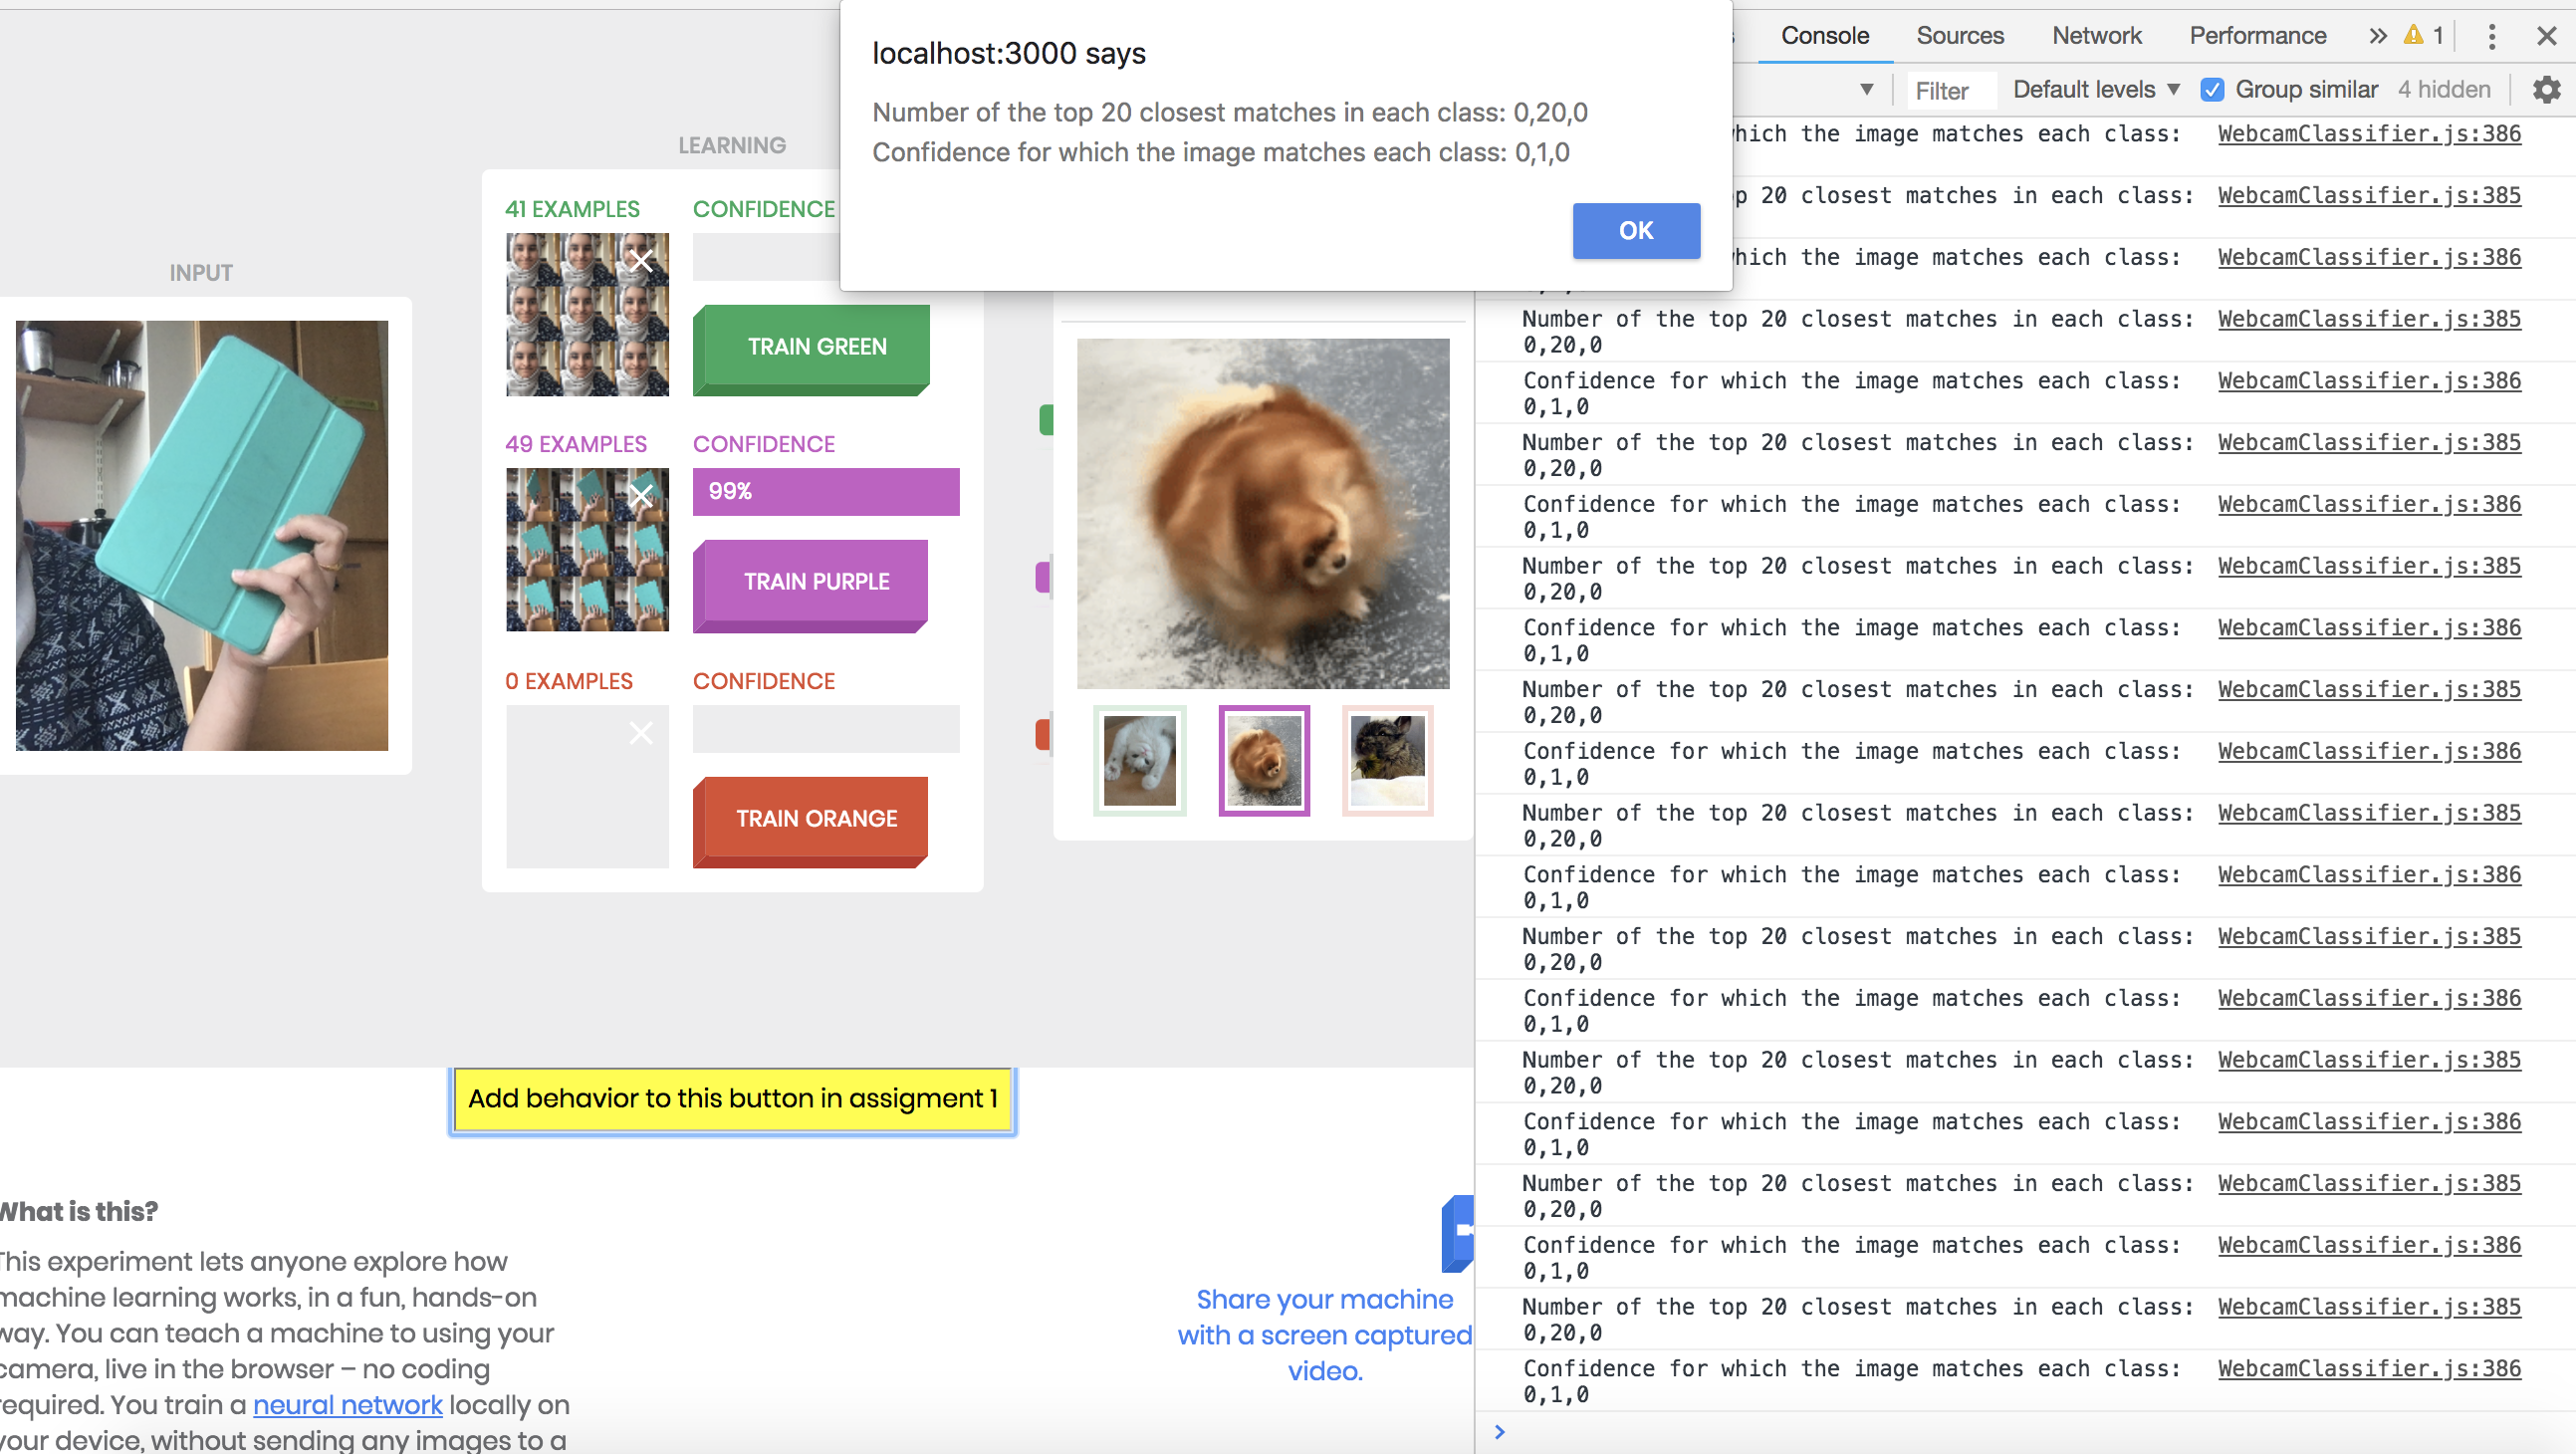 localhost:3000 says
Number of the top 20 closest matches in each class: 0,20,0
Confidence for which the image matches each class: 0,1,0
OK
LEARNING
INPUT
41 EXAMPLES
CONFIDENCE
TRAIN GREEN
49 EXAMPLES
CONFIDENCE
99%
TRAIN PURPLE
0 EXAMPLES
CONFIDENCE
TRAIN ORANGE
Add behavior to this button in assigment 1
What is this?
This experiment lets anyone explore how
machine learning works, in a fun, hands-on
way. You can teach a machine to using your
camera, live in the browser – no coding
required. You train a neural network locally on
your device, without sending any images to a
Share your machine
with a screen captured
video.
Console Sources Network Performance » 1
Filter Default levels Group similar 4 hidden
which the image matches each class: WebcamClassifier.js:386
top 20 closest matches in each class: WebcamClassifier.js:385
which the image matches each class: WebcamClassifier.js:386
Number of the top 20 closest matches in each class: WebcamClassifier.js:385
0,20,0
Confidence for which the image matches each class: WebcamClassifier.js:386
0,1,0
Number of the top 20 closest matches in each class: WebcamClassifier.js:385
0,20,0
Confidence for which the image matches each class: WebcamClassifier.js:386
0,1,0
Number of the top 20 closest matches in each class: WebcamClassifier.js:385
0,20,0
Confidence for which the image matches each class: WebcamClassifier.js:386
0,1,0
Number of the top 20 closest matches in each class: WebcamClassifier.js:385
0,20,0
Confidence for which the image matches each class: WebcamClassifier.js:386
0,1,0
Number of the top 20 closest matches in each class: WebcamClassifier.js:385
0,20,0
Confidence for which the image matches each class: WebcamClassifier.js:386
0,1,0
Number of the top 20 closest matches in each class: WebcamClassifier.js:385
0,20,0
Confidence for which the image matches each class: WebcamClassifier.js:386
0,1,0
Number of the top 20 closest matches in each class: WebcamClassifier.js:385
0,20,0
Confidence for which the image matches each class: WebcamClassifier.js:386
0,1,0
Number of the top 20 closest matches in each class: WebcamClassifier.js:385
0,20,0
Confidence for which the image matches each class: WebcamClassifier.js:386
0,1,0
Number of the top 20 closest matches in each class: WebcamClassifier.js:385
0,20,0
Confidence for which the image matches each class: WebcamClassifier.js:386
0,1,0